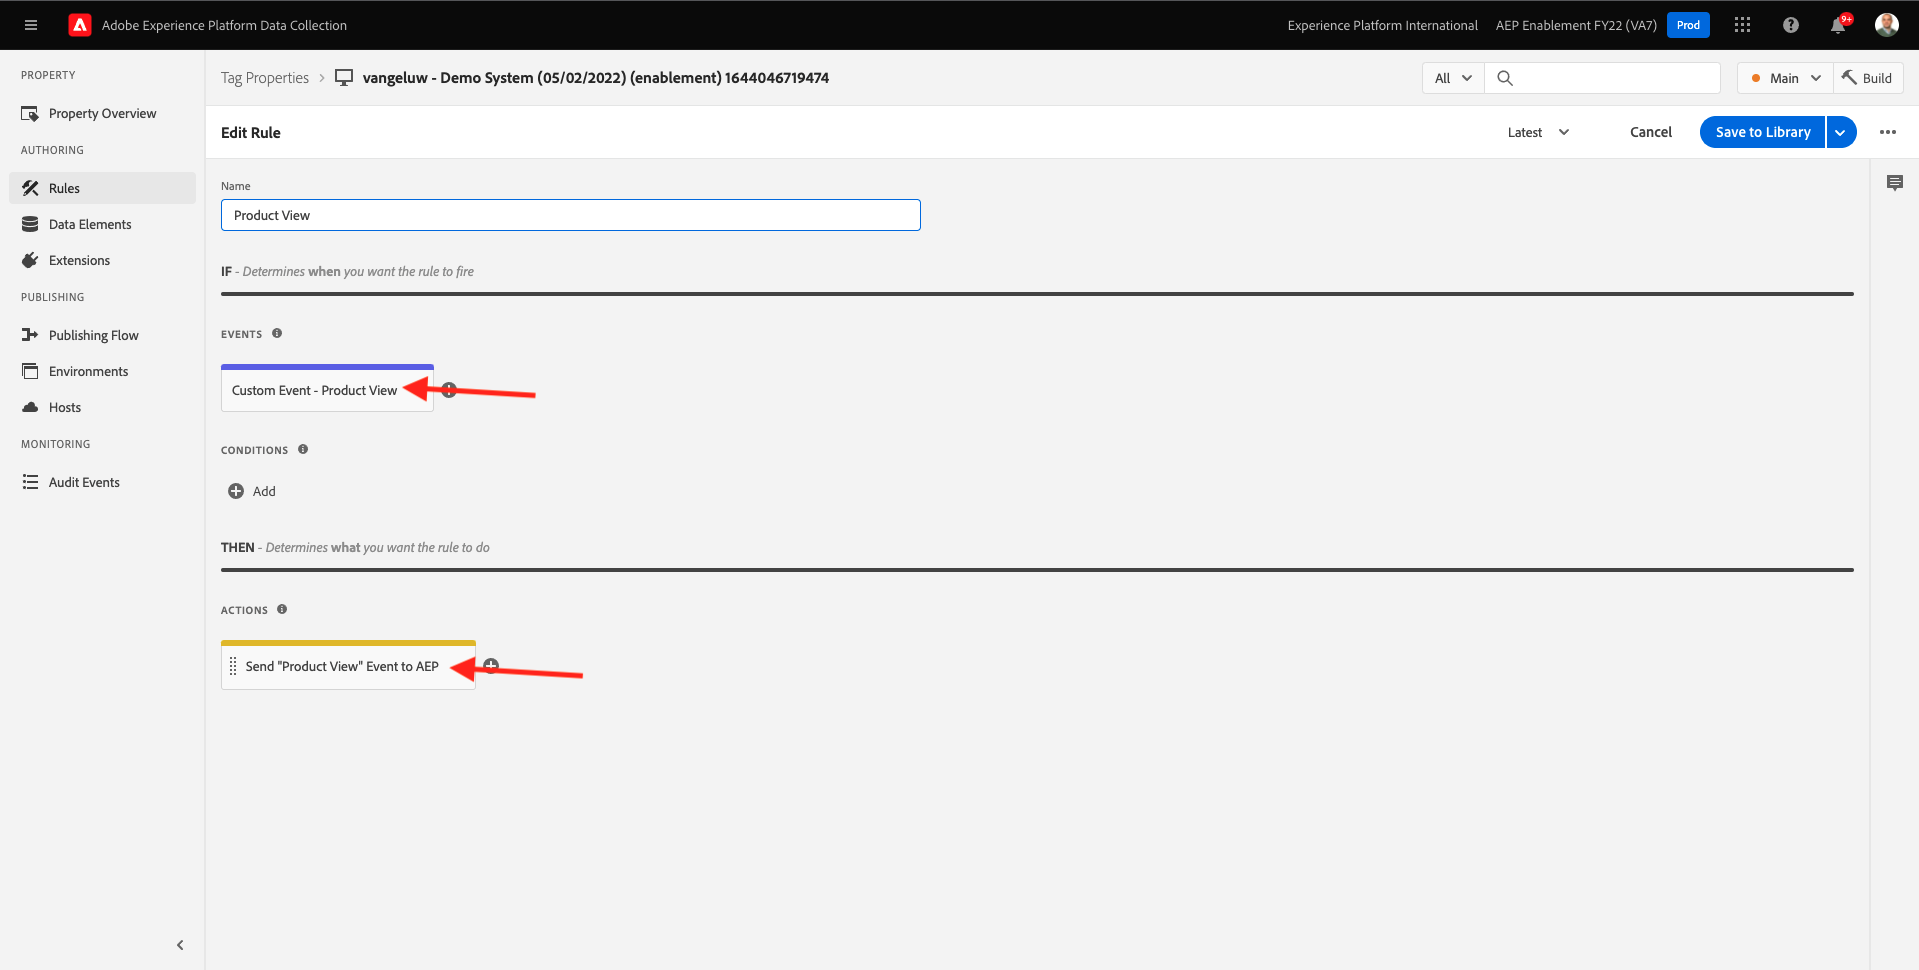 Adobe Experience Platform Data Collection
Experience Platform International
AEP Enablement FY22 (VA7)
Prod
9+
PROPERTY
Property Overview
AUTHORING
Rules
Data Elements
Extensions
PUBLISHING
Publishing Flow
Environments
Hosts
MONITORING
Audit Events
Tag Properties > vangeluw - Demo System (05/02/2022) (enablement) 1644046719474
All
Main
Build
Edit Rule
Latest
Cancel
Save to Library
Name
Product View
IF - Determines when you want the rule to fire
EVENTS
Custom Event - Product View
CONDITIONS
Add
THEN - Determines what you want the rule to do
ACTIONS
Send "Product View" Event to AEP